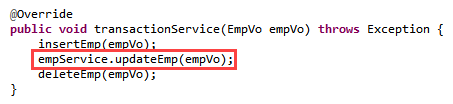 @Override
public void transactionService(EmpVo empVo) throws Exception {
insertEmp(empVo);
empService.updateEmp(empVo);
deleteEmp(empVo);
}